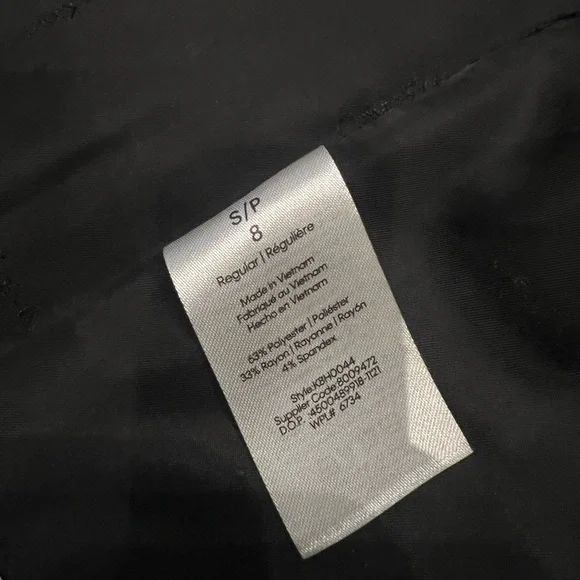 S/P
8
Regular | Régulière
Made in Vietnam
Fabriqué au Vietnam
Hecho en Vietnam
63% Polyester | Poliéster
33% Rayon | Rayonne | Rayón
4% Spandex
Style:KBH0044
Supplier Code:8009472
D.O.P. :4500489918-1121
WPL# 6734